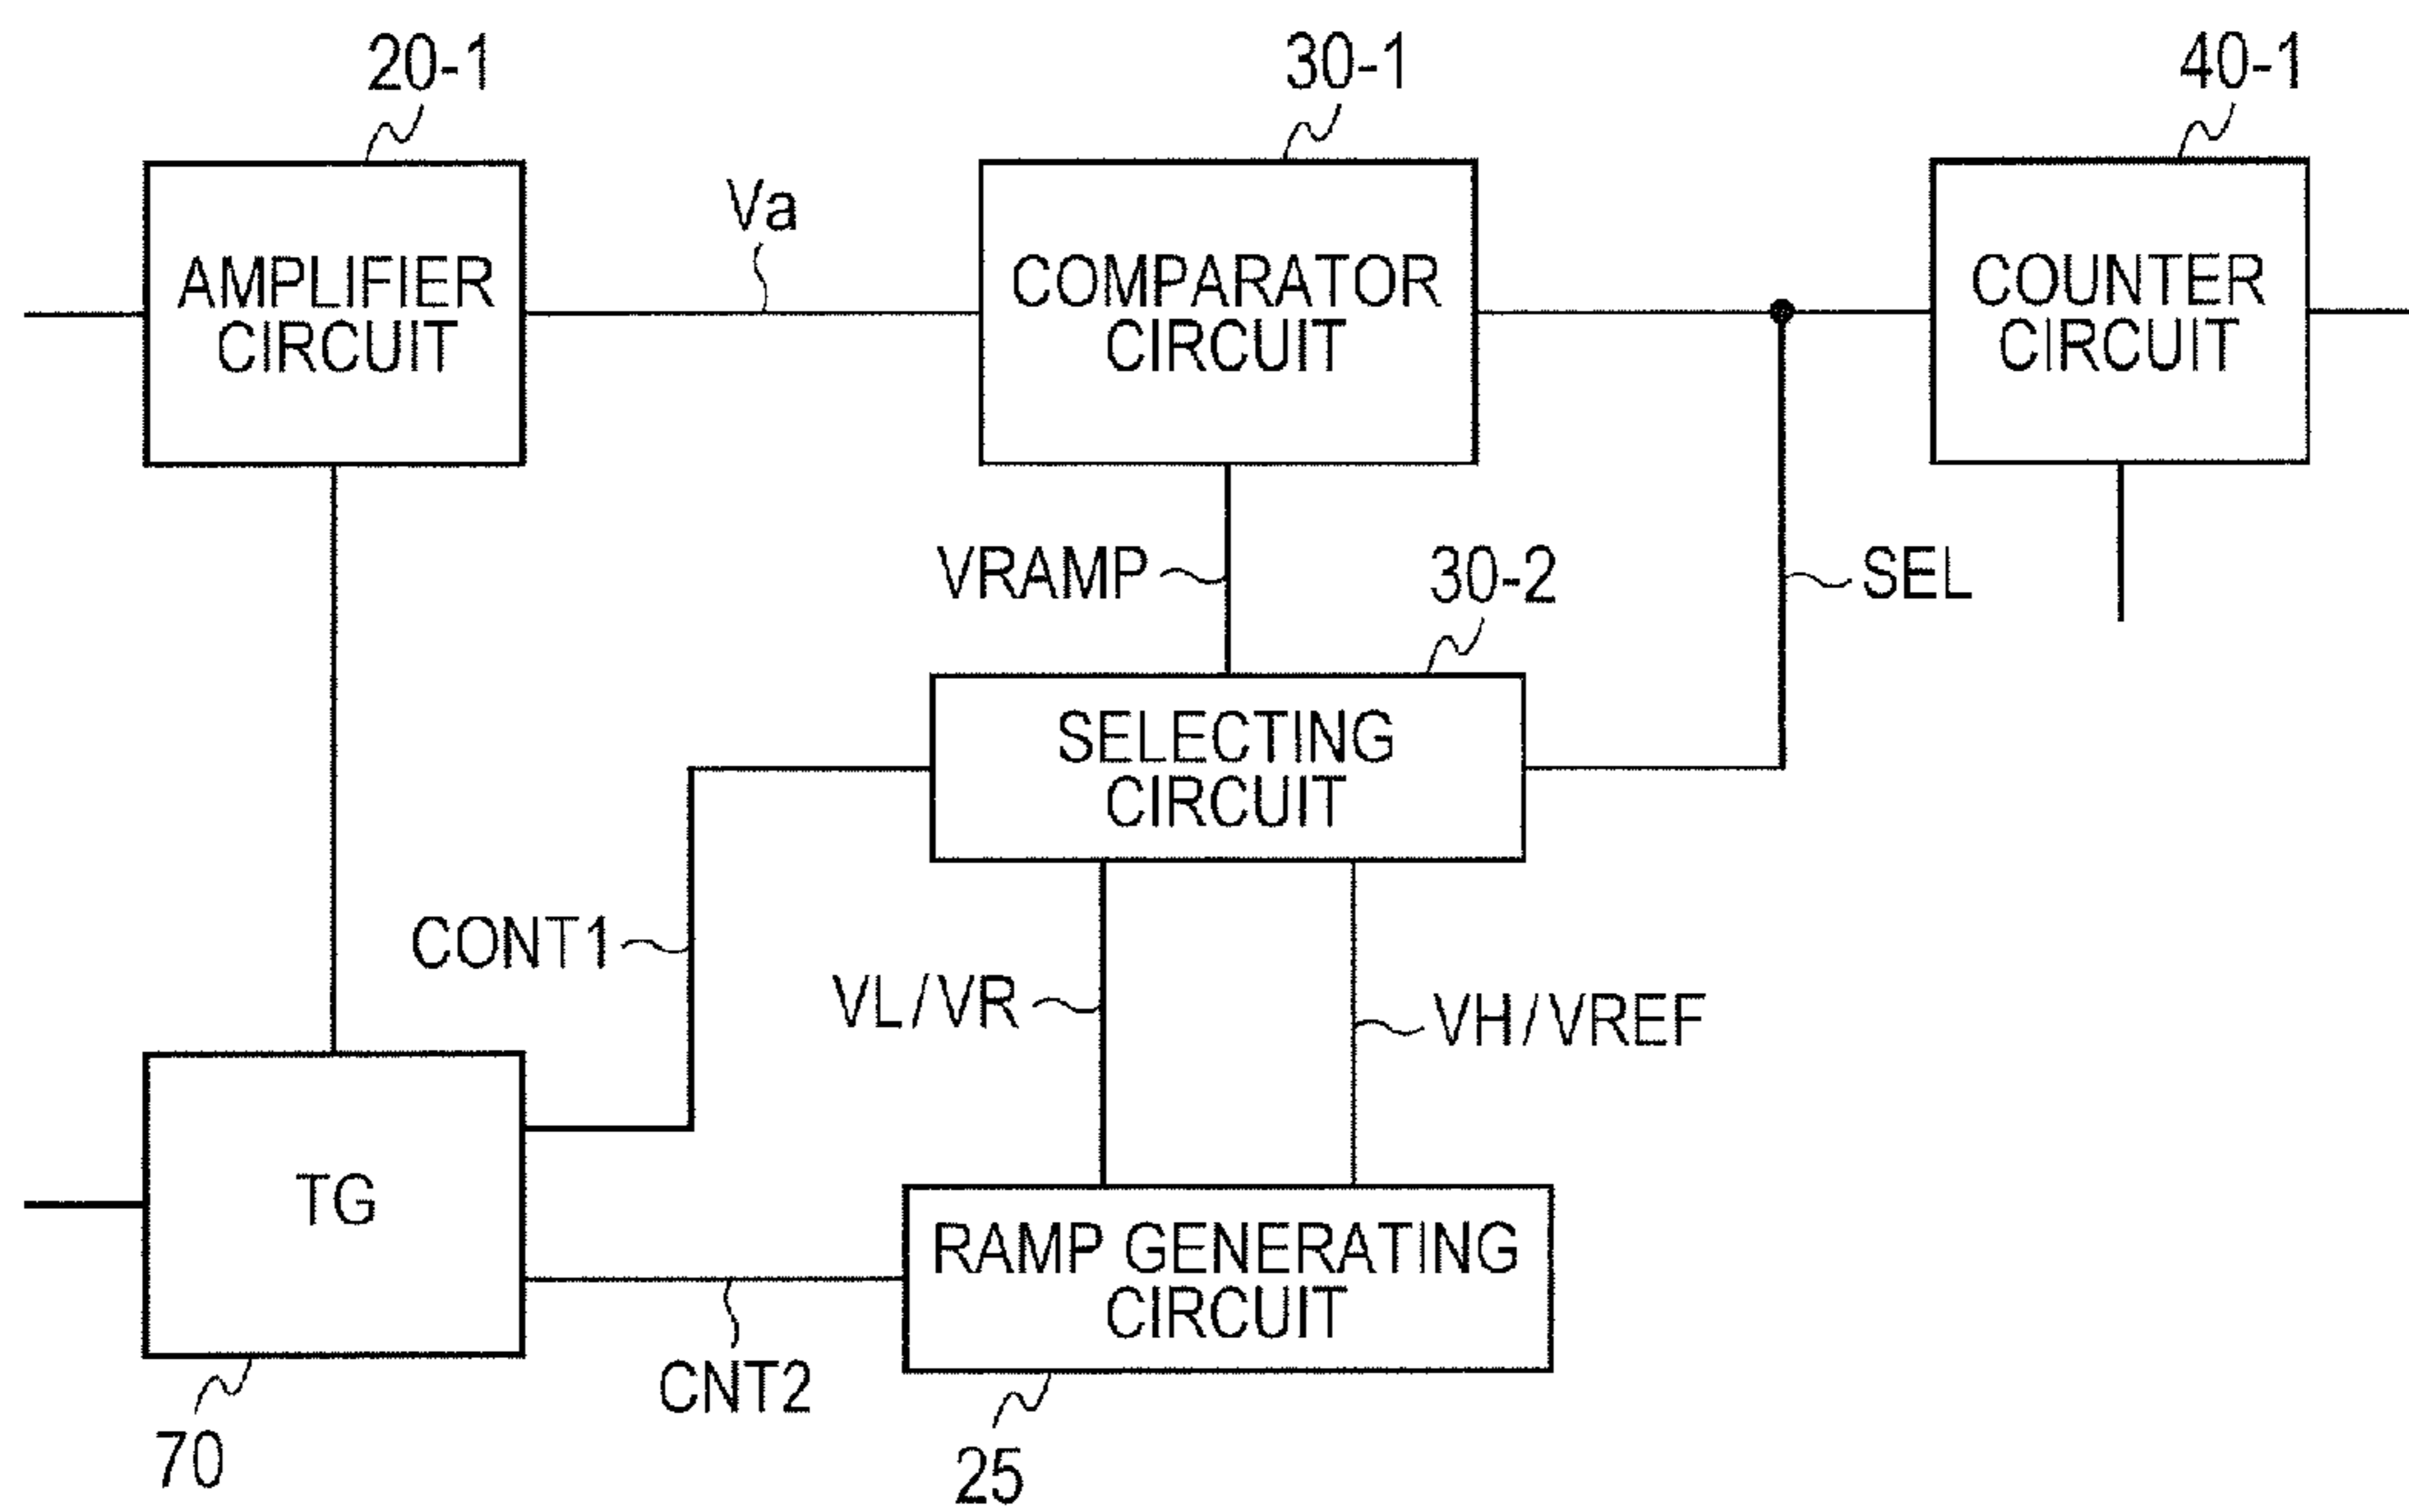 20-1
30-1
40-1
Va
AMPLIFIER
CIRCUIT
COMPARATOR
CIRCUIT
COUNTER
CIRCUIT
VRAMP
30-2
SEL
SELECTING
CIRCUIT
CONT1
VL/VR
VH/VREF
TG
RAMP GENERATING
CIRCUIT
CNT2
70
25